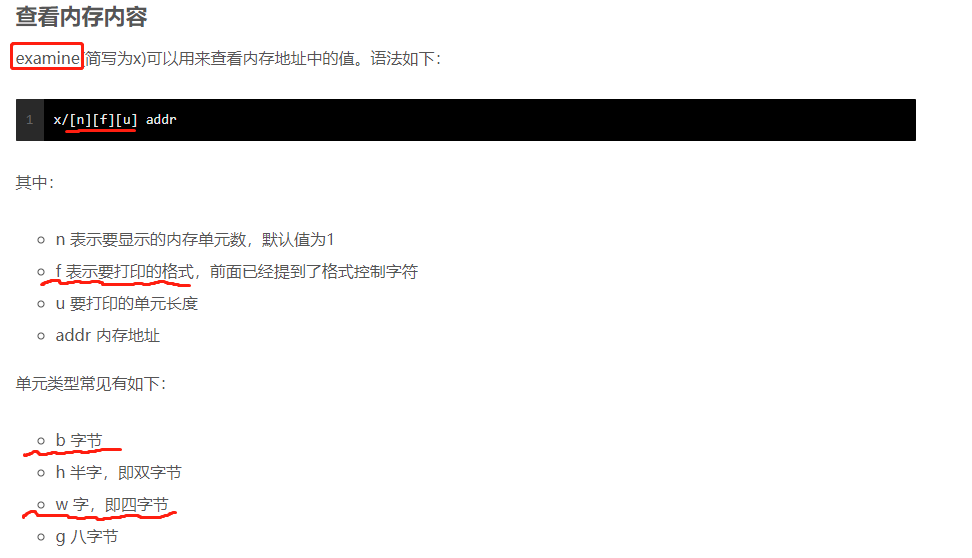 查看内存内容
examine(简写为x)可以用来查看内存地址中的值。语法如下：
1 x/[n][f][u] addr
其中：
n 表示要显示的内存单元数，默认值为1
f 表示要打印的格式，前面已经提到了格式控制字符
u 要打印的单元长度
addr 内存地址
单元类型常见有如下：
b 字节
h 半字，即双字节
w 字，即四字节
g 八字节